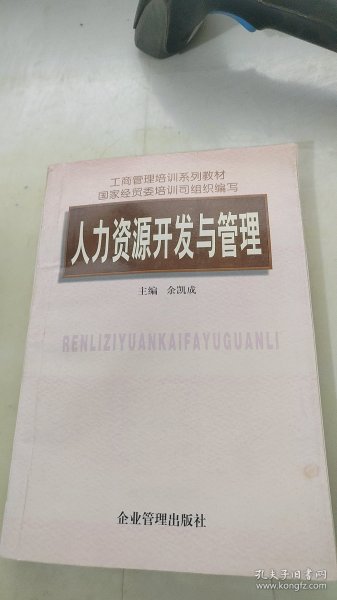 工商管理培训系列教材
国家经贸委培训司组织编写
人力资源开发与管理
主编 余凯成
RENLIZIYUANKAIFAYUGUANLI
企业管理出版社
孔夫子旧书网
www.kongfz.com